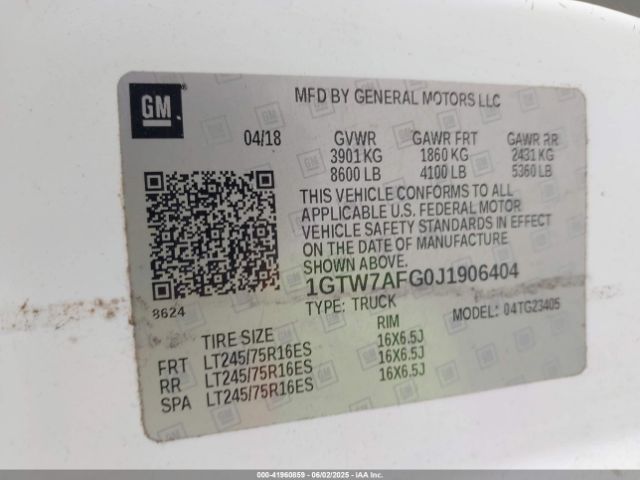 GM
MFD BY GENERAL MOTORS LLC
04/18 GVWR GAWR FRT GAWR RR
3901 KG 1860 KG 2431 KG
8600 LB 4100 LB 5360 LB
THIS VEHICLE CONFORMS TO ALL
APPLICABLE U.S. FEDERAL MOTOR
VEHICLE SAFETY STANDARDS IN EFFECT
ON THE DATE OF MANUFACTURE
SHOWN ABOVE.
1GTW7AFG0J1906404
8624 TYPE: TRUCK MODEL: 04TG23405
TIRE SIZE RIM
FRT LT245/75R16ES 16X6.5J
RR LT245/75R16ES 16X6.5J
SPA LT245/75R16ES 16X6.5J
000-41960859 - 06/02/2025 - IAAI.com